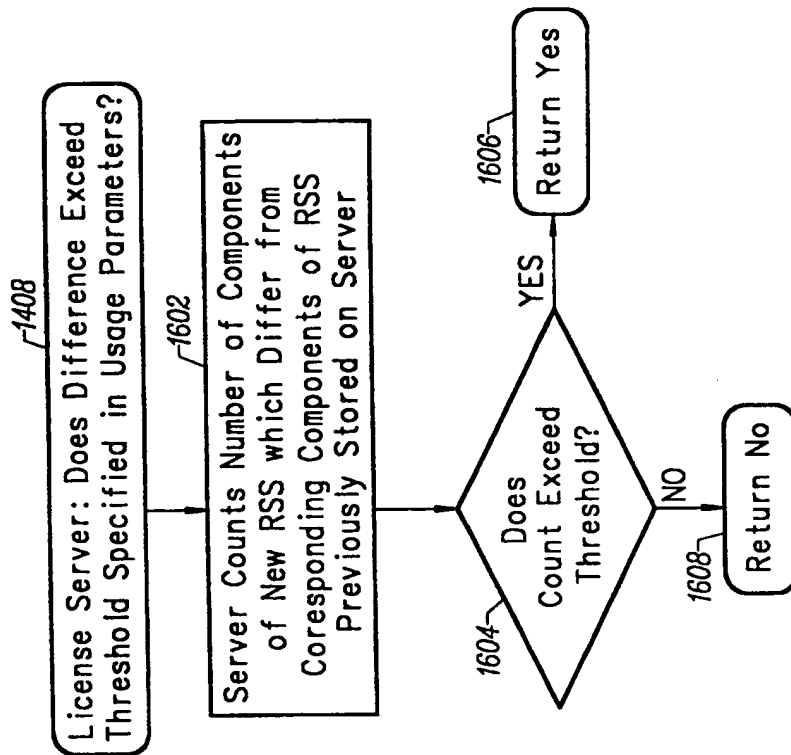 1408
License Server: Does Difference Exceed
Threshold Specified in Usage Parameters?
1602
Server Counts Number of Components
of New RSS which Differ from
Coresponding Components of RSS
Previously Stored on Server
1604
Does
Count Exceed
Threshold?
YES
1606
Return Yes
NO
1608
Return No